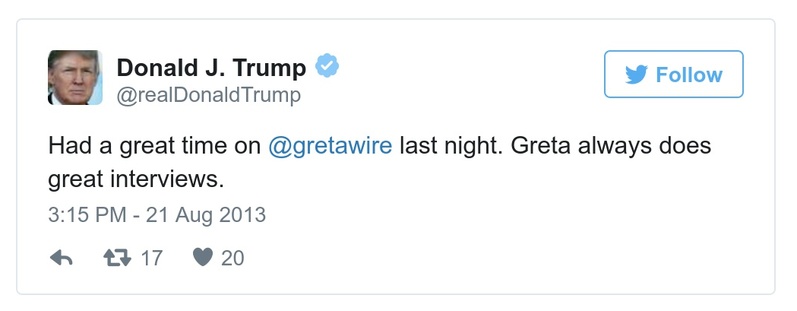 Donald J. Trump
@realDonaldTrump
Follow
Had a great time on @gretawire last night. Greta always does
great interviews.
3:15 PM - 21 Aug 2013
17 20